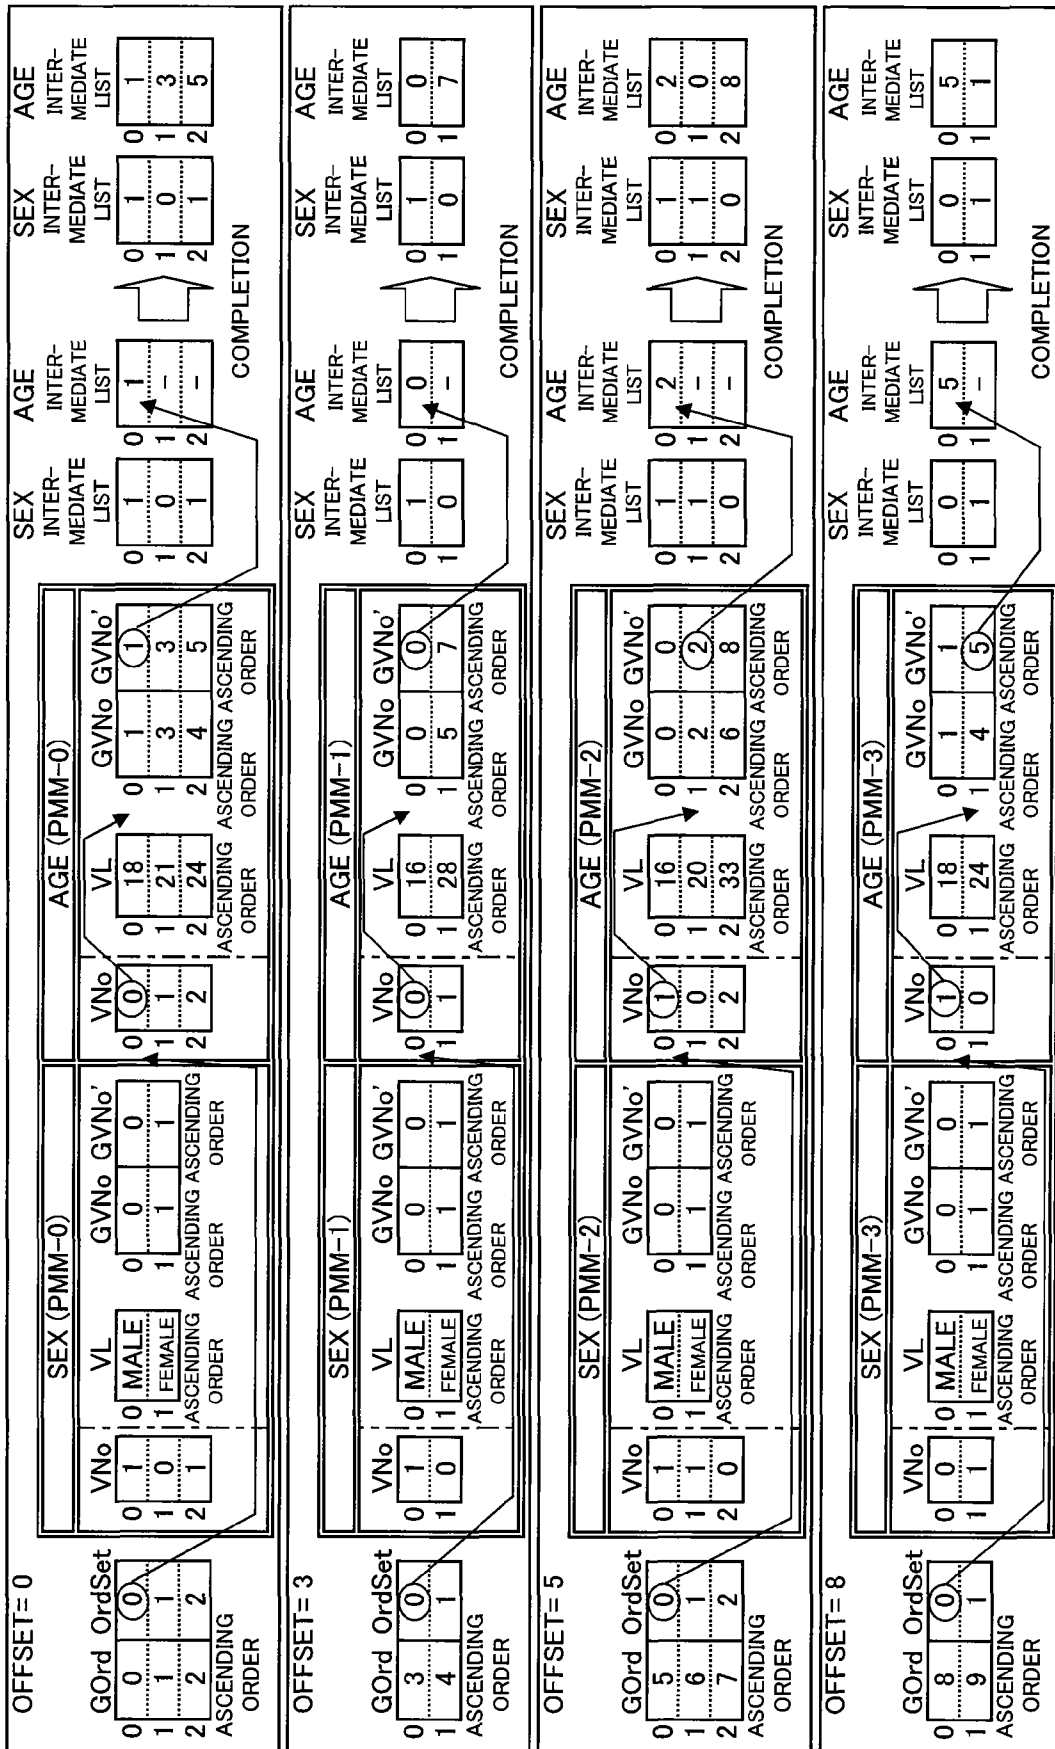 OFFSET= 0
SEX (PMM-0) AGE (PMM-0)
SEX AGE SEX AGE
INTER- INTER- INTER- INTER-
MEDIATE MEDIATE MEDIATE MEDIATE
LIST LIST LIST LIST
GOrd OrdSet VNo VL GVNo GVNo' VNo VL GVNo GVNo'
0 0 0 0 1 0 MALE 0 0 0 0 0 0 18 0 1 1 0 1 0 1 0 1 0 1
1 1 1 1 0 1 FEMALE 1 1 1 1 1 1 21 1 3 3 1 0 1 - 1 0 1 3
2 2 2 2 1 2 2 2 24 2 4 5 2 1 2 - 2 1 2 5
ASCENDING ASCENDING ASCENDING ASCENDING ASCENDING ASCENDING ASCENDING
ORDER ORDER ORDER ORDER ORDER ORDER ORDER
COMPLETION
OFFSET= 3
SEX (PMM-1) AGE (PMM-1)
SEX AGE SEX AGE
INTER- INTER- INTER- INTER-
MEDIATE MEDIATE MEDIATE MEDIATE
LIST LIST LIST LIST
GOrd OrdSet VNo VL GVNo GVNo' VNo VL GVNo GVNo'
0 3 0 0 1 0 MALE 0 0 0 0 0 0 16 0 0 0 0 1 0 0 0 1 0 0
1 4 1 1 0 1 FEMALE 1 1 1 1 1 1 28 1 5 7 1 0 1 - 1 0 1 7
ASCENDING ASCENDING ASCENDING ASCENDING ASCENDING ASCENDING ASCENDING
ORDER ORDER ORDER ORDER ORDER ORDER ORDER
COMPLETION
OFFSET= 5
SEX (PMM-2) AGE (PMM-2)
SEX AGE SEX AGE
INTER- INTER- INTER- INTER-
MEDIATE MEDIATE MEDIATE MEDIATE
LIST LIST LIST LIST
GOrd OrdSet VNo VL GVNo GVNo' VNo VL GVNo GVNo'
0 5 0 0 1 0 MALE 0 0 0 0 1 0 16 0 0 0 0 1 0 2 0 1 0 2
1 6 1 1 1 1 FEMALE 1 1 1 1 0 1 20 1 2 2 1 1 1 - 1 1 1 0
2 7 2 2 0 2 2 2 33 2 6 8 2 0 2 - 2 0 2 8
ASCENDING ASCENDING ASCENDING ASCENDING ASCENDING ASCENDING ASCENDING
ORDER ORDER ORDER ORDER ORDER ORDER ORDER
COMPLETION
OFFSET= 8
SEX (PMM-3) AGE (PMM-3)
SEX AGE SEX AGE
INTER- INTER- INTER- INTER-
MEDIATE MEDIATE MEDIATE MEDIATE
LIST LIST LIST LIST
GOrd OrdSet VNo VL GVNo GVNo' VNo VL GVNo GVNo'
0 8 0 0 0 0 MALE 0 0 0 0 1 0 18 0 1 1 0 0 0 5 0 0 0 5
1 9 1 1 1 1 FEMALE 1 1 1 1 0 1 24 1 4 5 1 1 1 - 1 1 1 1
ASCENDING ASCENDING ASCENDING ASCENDING ASCENDING ASCENDING ASCENDING
ORDER ORDER ORDER ORDER ORDER ORDER ORDER
COMPLETION